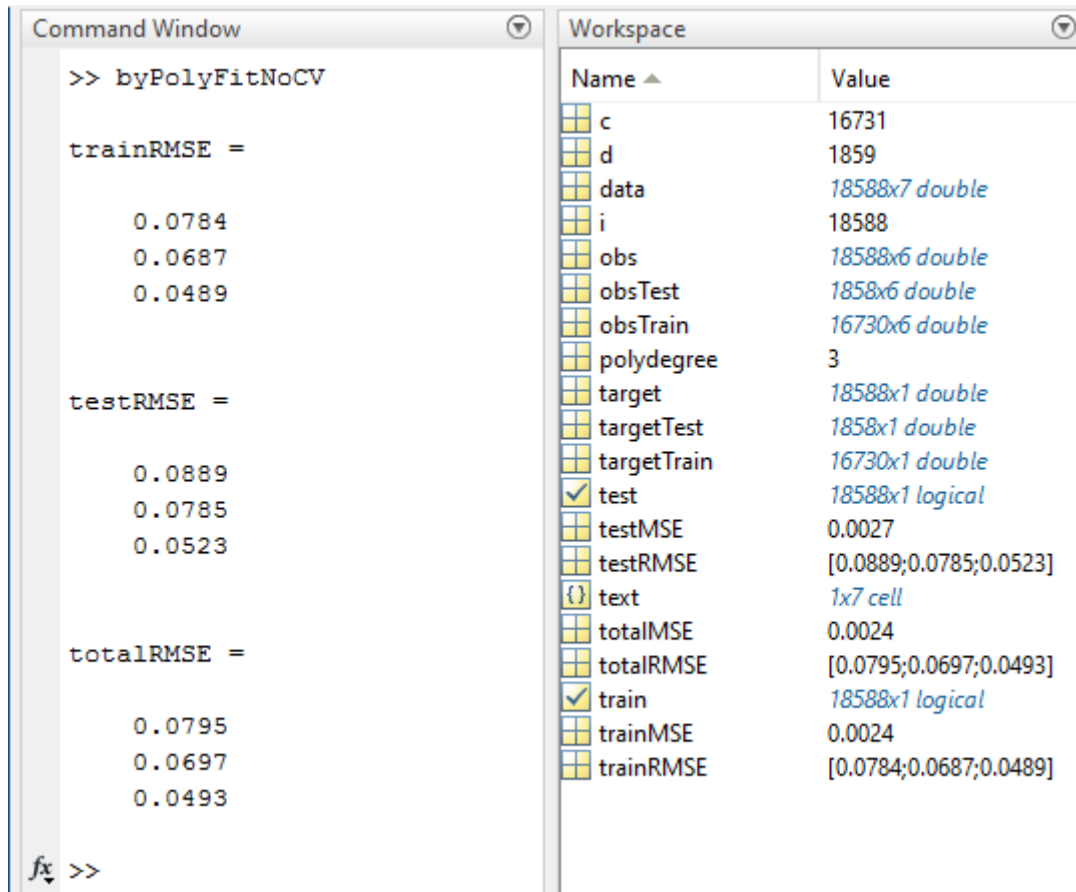 Command Window
>> byPolyFitNoCV
trainRMSE =
0.0784
0.0687
0.0489
testRMSE =
0.0889
0.0785
0.0523
totalRMSE =
0.0795
0.0697
0.0493
fx >>
Workspace
Name Value
c 16731
d 1859
data 18588x7 double
i 18588
obs 18588x6 double
obsTest 1858x6 double
obsTrain 16730x6 double
polydegree 3
target 18588x1 double
targetTest 1858x1 double
targetTrain 16730x1 double
test 18588x1 logical
testMSE 0.0027
testRMSE [0.0889;0.0785;0.0523]
{} text 1x7 cell
totalMSE 0.0024
totalRMSE [0.0795;0.0697;0.0493]
train 18588x1 logical
trainMSE 0.0024
trainRMSE [0.0784;0.0687;0.0489]